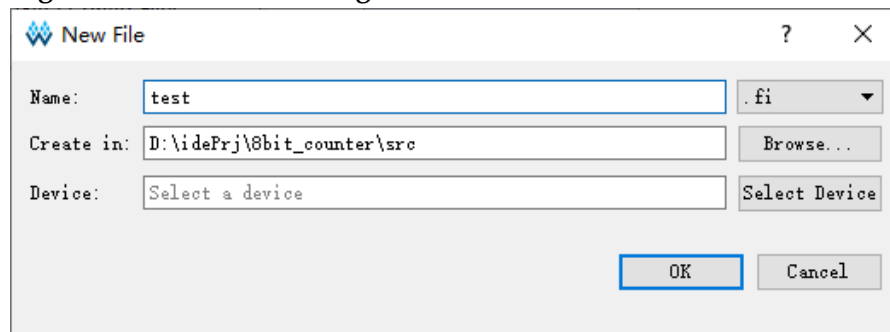 New File ?
Name: test .fi
Create in: D:\idePrj\8bit_counter\src Browse...
Device: Select a device Select Device
OK Cancel